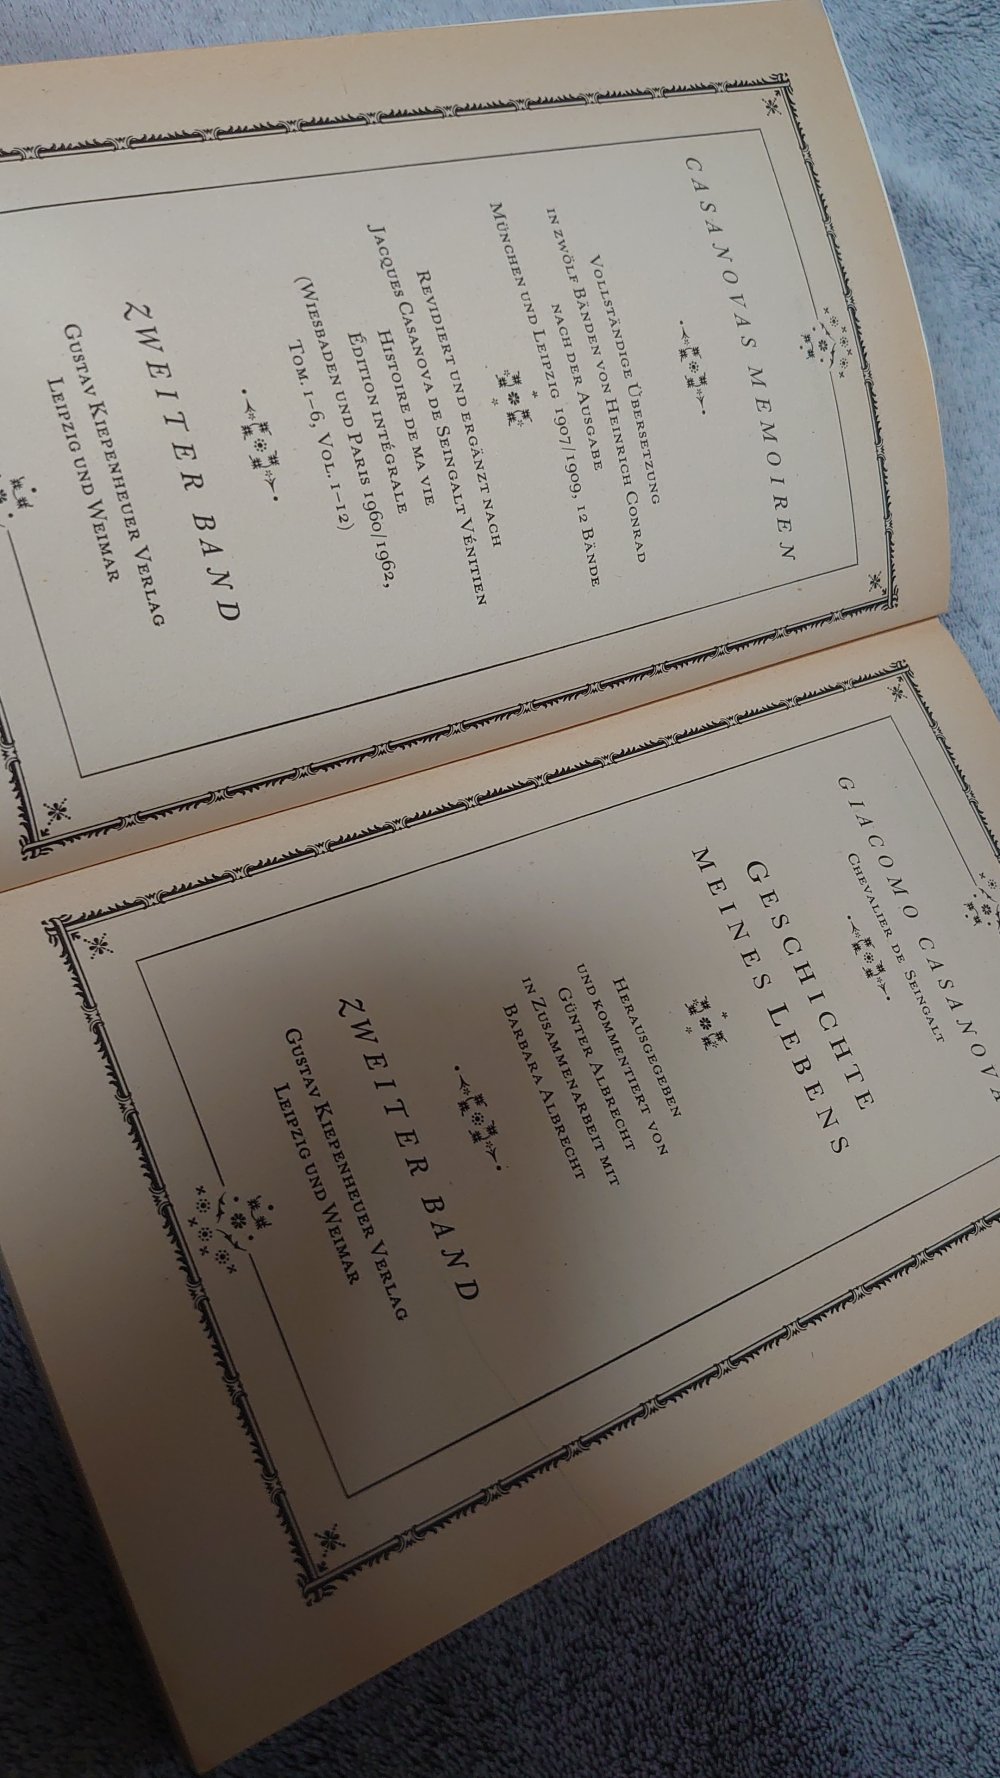 CASANOVAS MEMOIREN
VOLLSTÄNDIGE ÜBERSETZUNG
IN ZWÖLF BÄNDEN VON HEINRICH CONRAD
NACH DER AUSGABE
MÜNCHEN UND LEIPZIG 1907/1909, 12 BÄNDE
REVIDIERT UND ERGÄNZT NACH
JACQUES CASANOVA DE SEINGALT VÉNITIEN
HISTOIRE DE MA VIE
ÉDITION INTÉGRALE
(WIESBADEN UND PARIS 1960/1962,
TOM. 1–6, VOL. 1–12)
ZWEITER BAND
GUSTAV KIEPENHEUER VERLAG
LEIPZIG UND WEIMAR
GIACOMO CASANOVA
CHEVALIER DE SEINGALT
GESCHICHTE
MEINES LEBENS
HERAUSGEGEBEN
UND KOMMENTIERT VON
GÜNTER ALBRECHT
IN ZUSAMMENARBEIT MIT
BARBARA ALBRECHT
ZWEITER BAND
GUSTAV KIEPENHEUER VERLAG
LEIPZIG UND WEIMAR